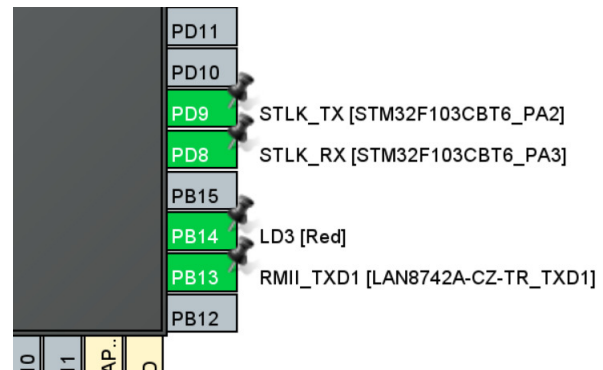 PD11
PD10
PD9 STLK_TX [STM32F103CBT6_PA2]
PD8 STLK_RX [STM32F103CBT6_PA3]
PB15
PB14 LD3 [Red]
PB13 RMII_TXD1 [LAN8742A-CZ-TR_TXD1]
PB12